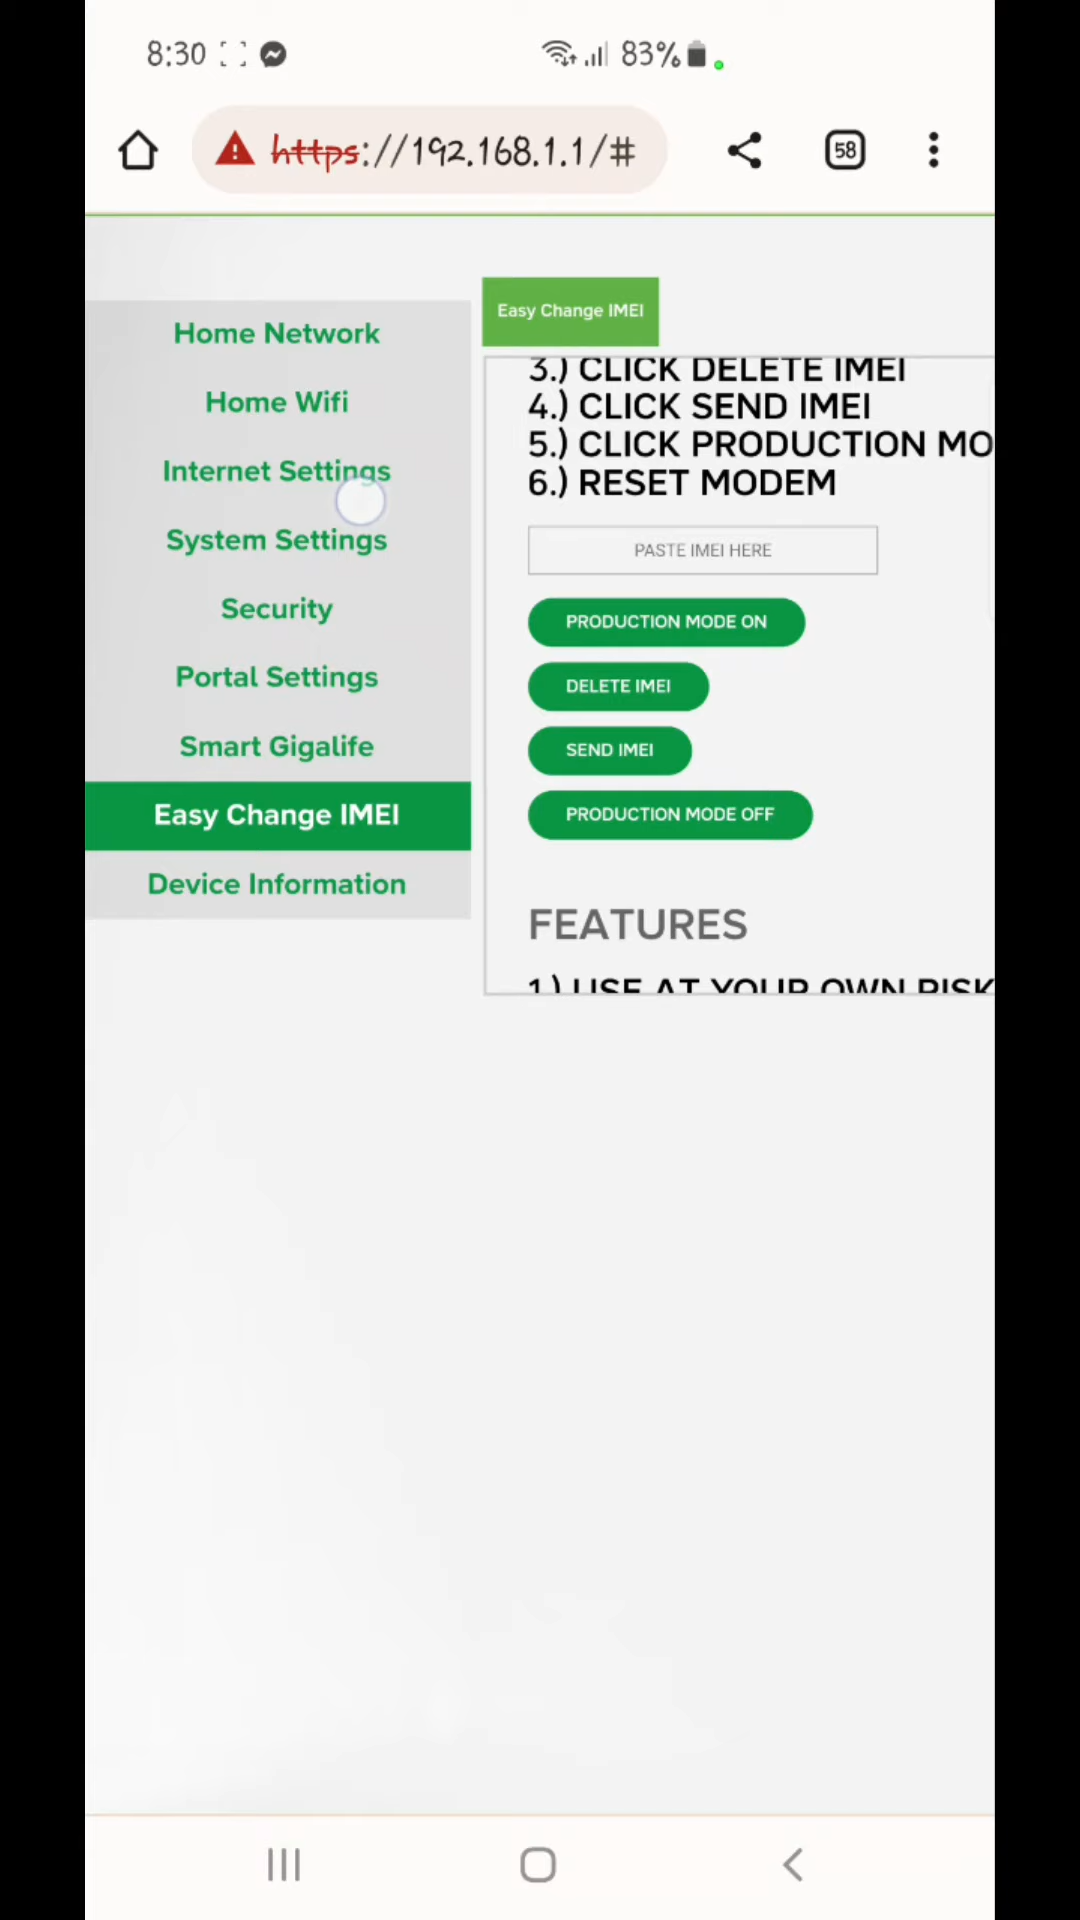 8:30
83%
https://192.168.1.1/#
58
Home Network
Home Wifi
Internet Settings
System Settings
Security
Portal Settings
Smart Gigalife
Easy Change IMEI
Device Information
Easy Change IMEI
3.) CLICK DELETE IMEI
4.) CLICK SEND IMEI
5.) CLICK PRODUCTION MO
6.) RESET MODEM
PASTE IMEI HERE
PRODUCTION MODE ON
DELETE IMEI
SEND IMEI
PRODUCTION MODE OFF
FEATURES
1.) USE AT YOUR OWN RISK